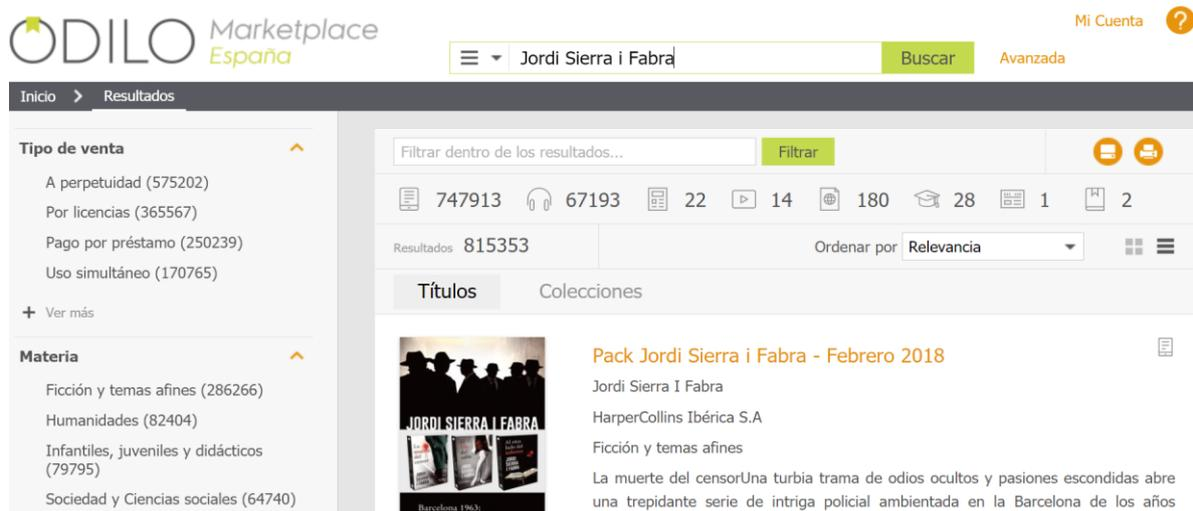 ODILO Marketplace
España
Mi Cuenta ?
Jordi Sierra i Fabra Buscar Avanzada
Inicio > Resultados
Tipo de venta
A perpetuidad (575202)
Por licencias (365567)
Pago por préstamo (250239)
Uso simultáneo (170765)
+ Ver más
Materia
Ficción y temas afines (286266)
Humanidades (82404)
Infantiles, juveniles y didácticos
(79795)
Sociedad y Ciencias sociales (64740)
Filtrar dentro de los resultados... Filtrar
747913 67193 22 14 180 28 1 2
Resultados 815353 Ordenar por Relevancia
Títulos Colecciones
JORDI SIERRA I FABRA
Barcelona 1963:
Pack Jordi Sierra i Fabra - Febrero 2018
Jordi Sierra I Fabra
HarperCollins Ibérica S.A
Ficción y temas afines
La muerte del censorUna turbia trama de odios ocultos y pasiones escondidas abre
una trepidante serie de intriga policial ambientada en la Barcelona de los años